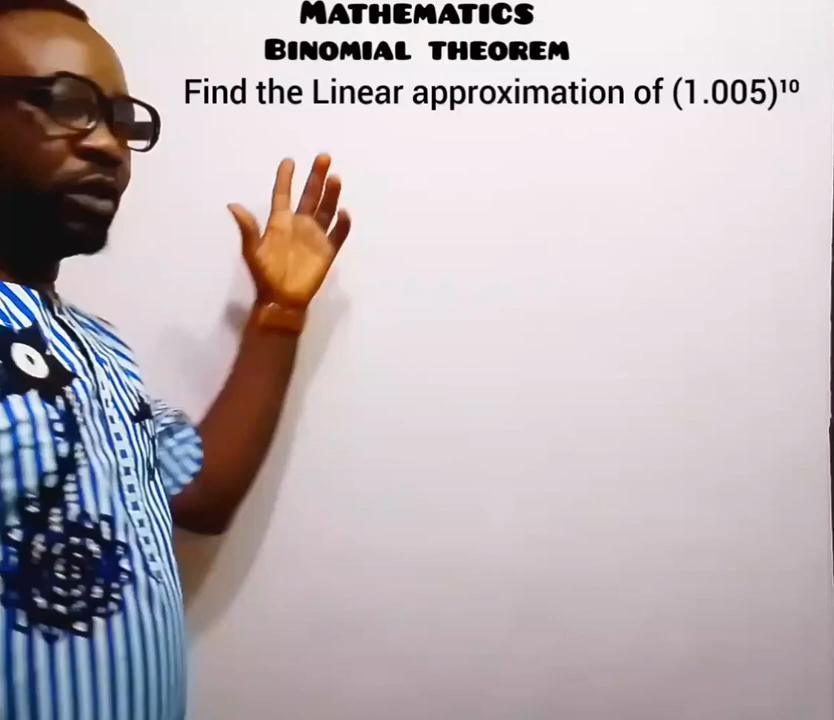 MATHEMATICS
BINOMIAL THEOREM
Find the Linear approximation of (1.005)¹⁰